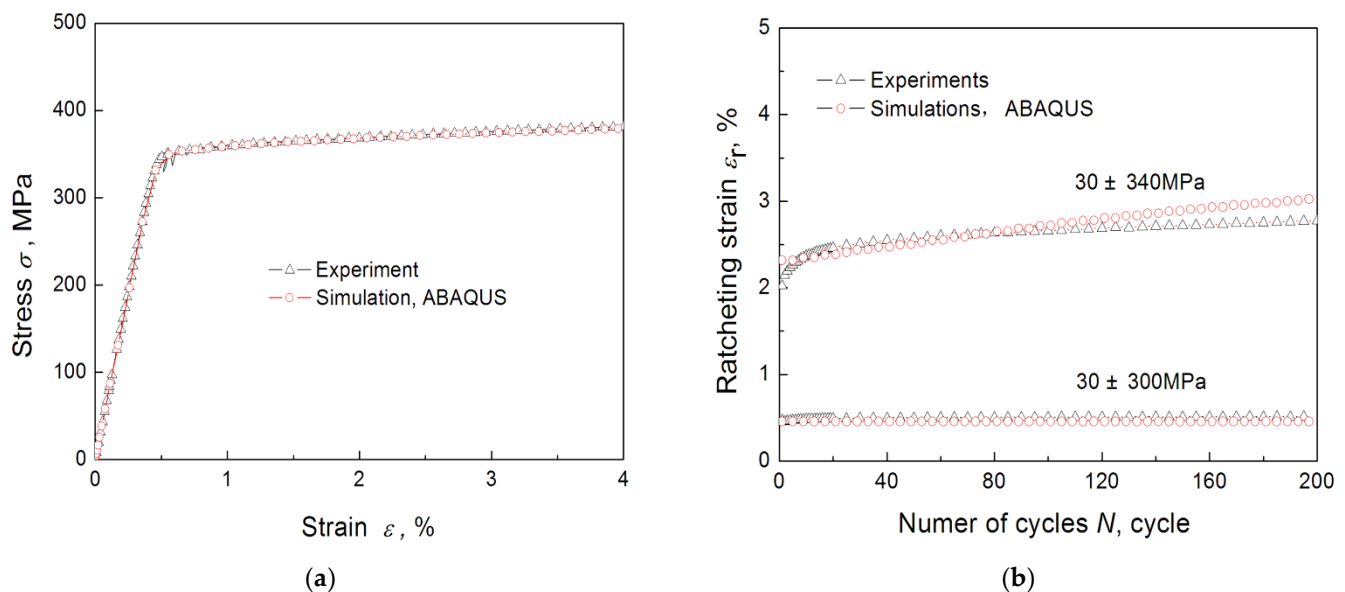 500
400
300
200
100
0
Stress σ, MPa
Experiment
Simulation, ABAQUS
0 1 2 3 4
Strain ε, %
(a)
5
4
3
2
1
0
Ratcheting strain εr, %
Experiments
Simulations， ABAQUS
30 ± 340MPa
30 ± 300MPa
0 40 80 120 160 200
Numer of cycles N, cycle
(b)